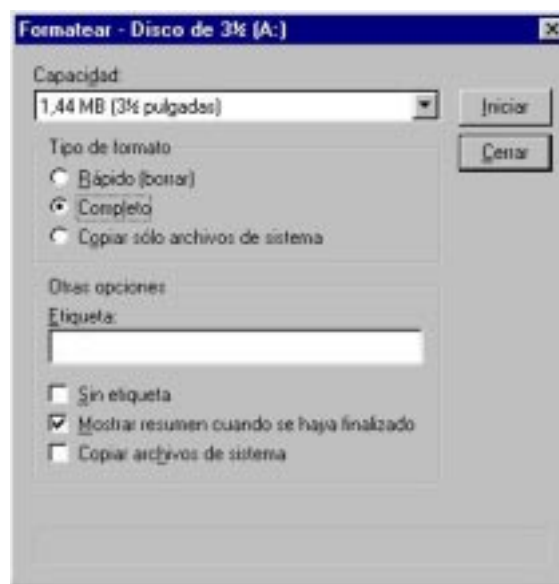 Formatear - Disco de 3½ (A:)
Capacidad:
1,44 MB (3½ pulgadas)
Iniciar
Cerrar
Tipo de formato
Rápido (borrar)
Completo
Copiar sólo archivos de sistema
Otras opciones
Etiqueta:
Sin etiqueta
Mostrar resumen cuando se haya finalizado
Copiar archivos de sistema